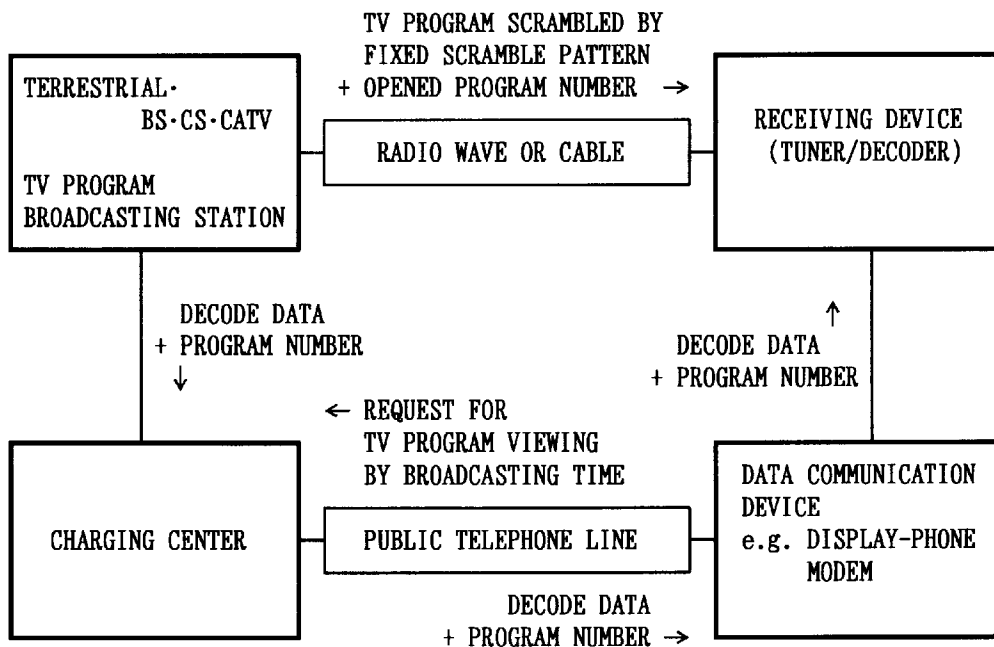 TV PROGRAM SCRAMBLED BY
FIXED SCRAMBLE PATTERN
+ OPENED PROGRAM NUMBER →
TERRESTRIAL·
BS·CS·CATV
TV PROGRAM
BROADCASTING STATION
RADIO WAVE OR CABLE
RECEIVING DEVICE
(TUNER/DECODER)
DECODE DATA
+ PROGRAM NUMBER
↓
↑
DECODE DATA
+ PROGRAM NUMBER
← REQUEST FOR
TV PROGRAM VIEWING
BY BROADCASTING TIME
CHARGING CENTER
PUBLIC TELEPHONE LINE
DATA COMMUNICATION
DEVICE
e.g. DISPLAY-PHONE
MODEM
DECODE DATA
+ PROGRAM NUMBER →